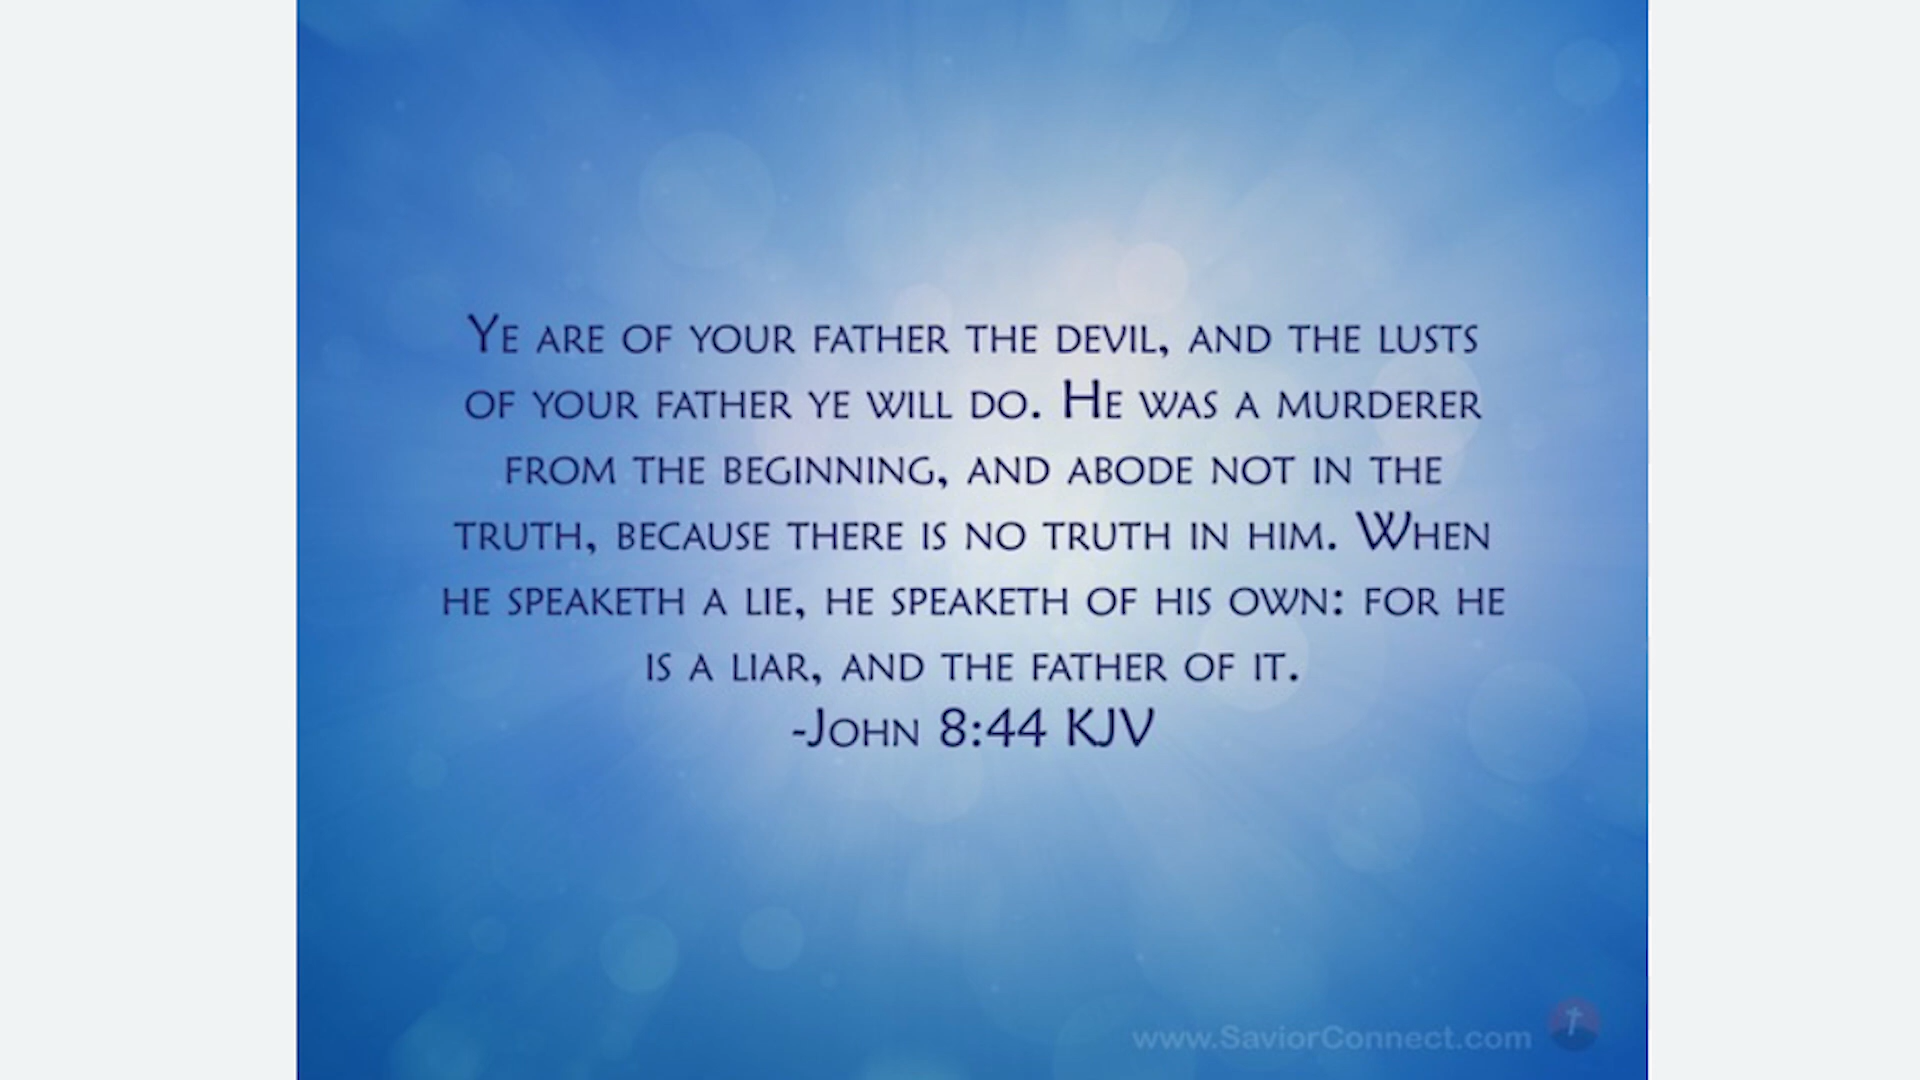 Ye are of your father the devil, and the lusts
of your father ye will do. He was a murderer
from the beginning, and abode not in the
truth, because there is no truth in him. When
he speaketh a lie, he speaketh of his own: for he
is a liar, and the father of it.
-John 8:44 KJV
www.SaviorConnect.com